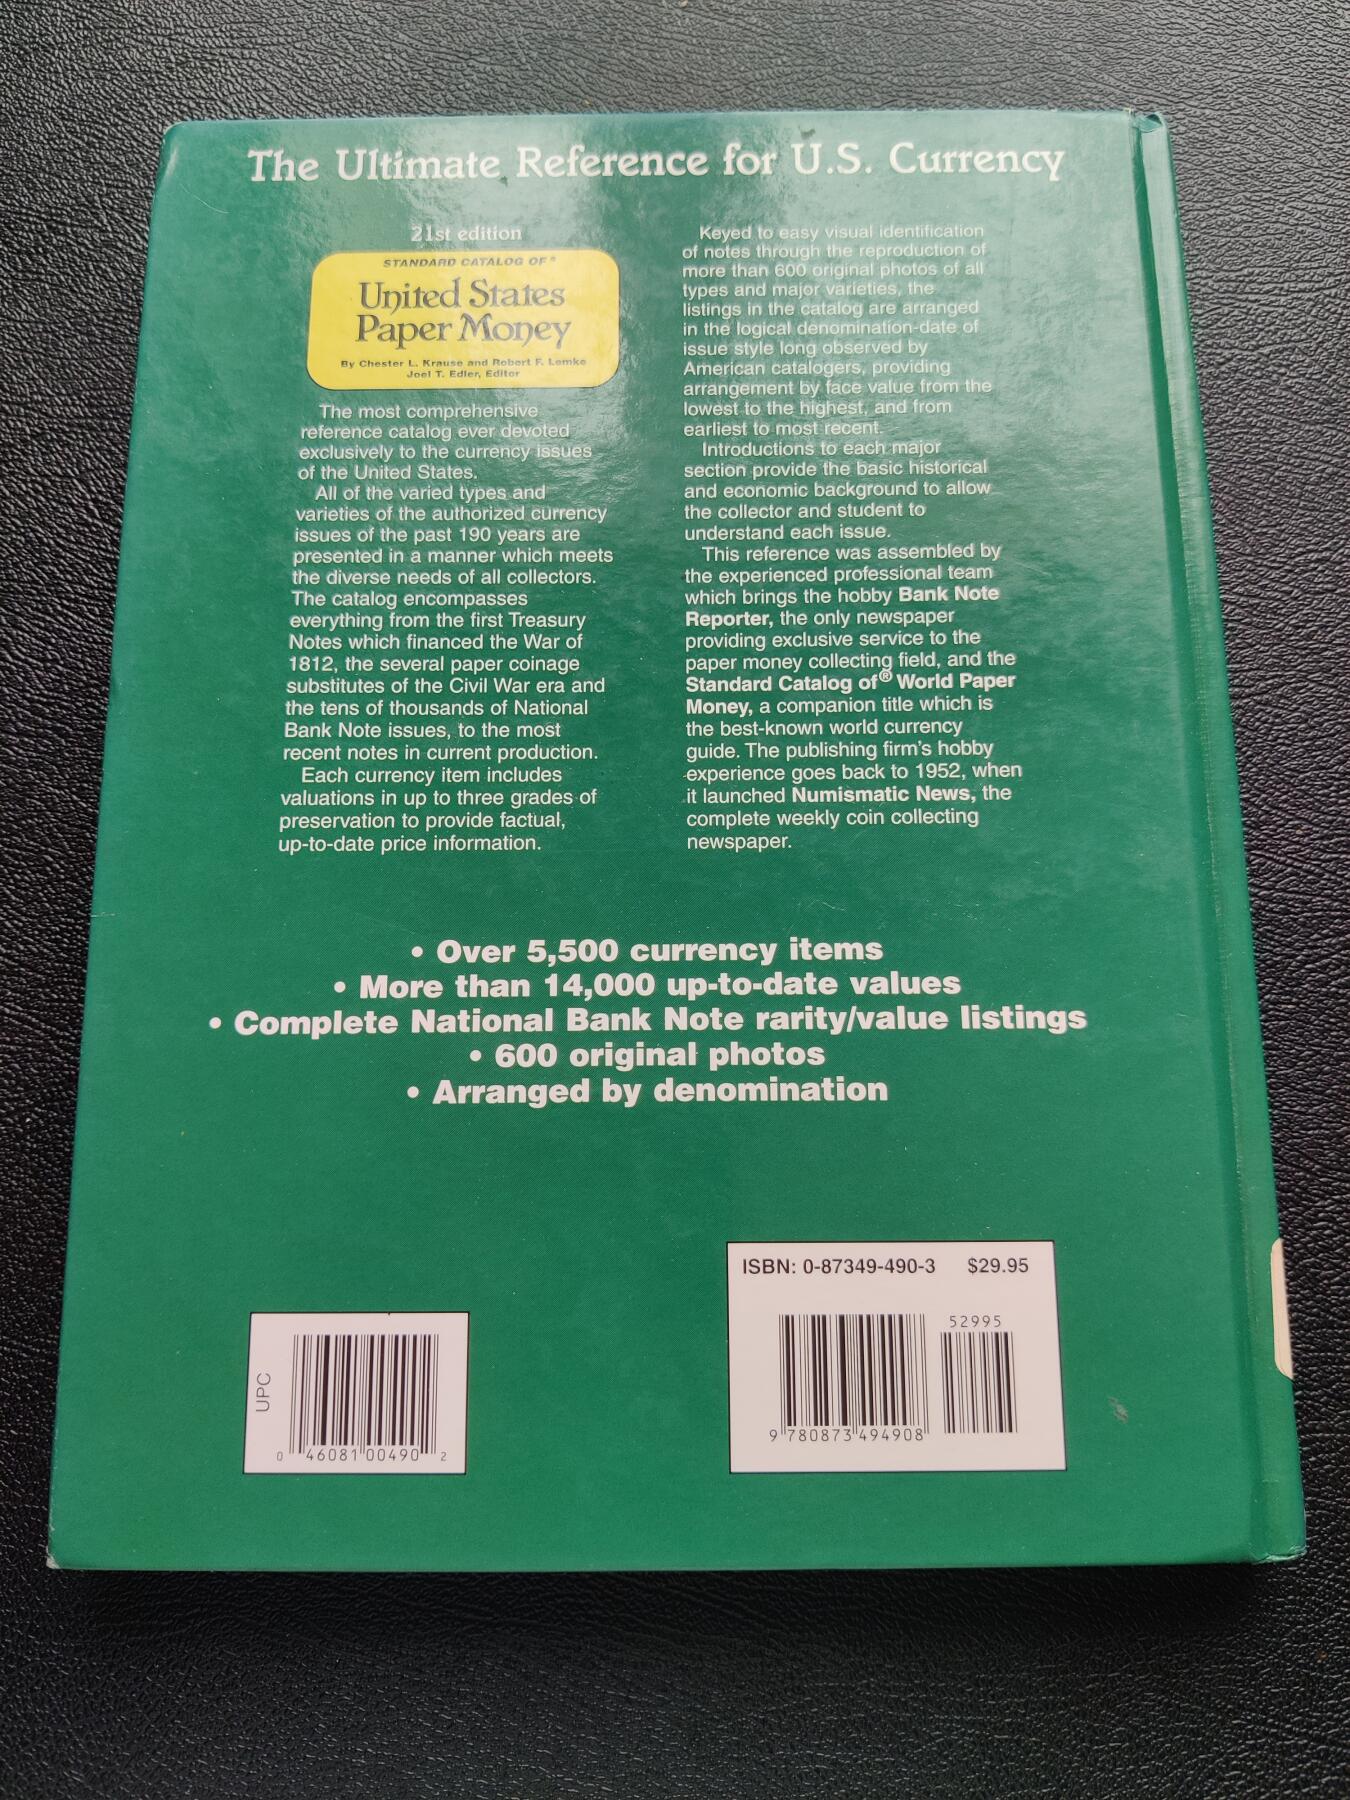 The Ultimate Reference for U.S. Currency
21st edition
STANDARD CATALOG OF®
United States
Paper Money
By Chester L. Krause and Robert F. Lemke
Joel T. Edler, Editor
The most comprehensive
reference catalog ever devoted
exclusively to the currency issues
of the United States.
All of the varied types and
varieties of the authorized currency
issues of the past 190 years are
presented in a manner which meets
the diverse needs of all collectors.
The catalog encompasses
everything from the first Treasury
Notes which financed the War of
1812, the several paper coinage
substitutes of the Civil War era and
the tens of thousands of National
Bank Note issues, to the most
recent notes in current production.
Each currency item includes
valuations in up to three grades of
preservation to provide factual,
up-to-date price information.
Keyed to easy visual identification
of notes through the reproduction of
more than 600 original photos of all
types and major varieties, the
listings in the catalog are arranged
in the logical denomination-date of
issue style long observed by
American catalogers, providing
arrangement by face value from the
lowest to the highest, and from
earliest to most recent.
Introductions to each major
section provide the basic historical
and economic background to allow
the collector and student to
understand each issue.
This reference was assembled by
the experienced professional team
which brings the hobby Bank Note
Reporter, the only newspaper
providing exclusive service to the
paper money collecting field, and the
Standard Catalog of® World Paper
Money, a companion title which is
the best-known world currency
guide. The publishing firm's hobby
experience goes back to 1952, when
it launched Numismatic News, the
complete weekly coin collecting
newspaper.
• Over 5,500 currency items
• More than 14,000 up-to-date values
• Complete National Bank Note rarity/value listings
• 600 original photos
• Arranged by denomination
UPC
0 46081 00490 2
ISBN: 0-87349-490-3 $29.95
52995
9 780873 494908